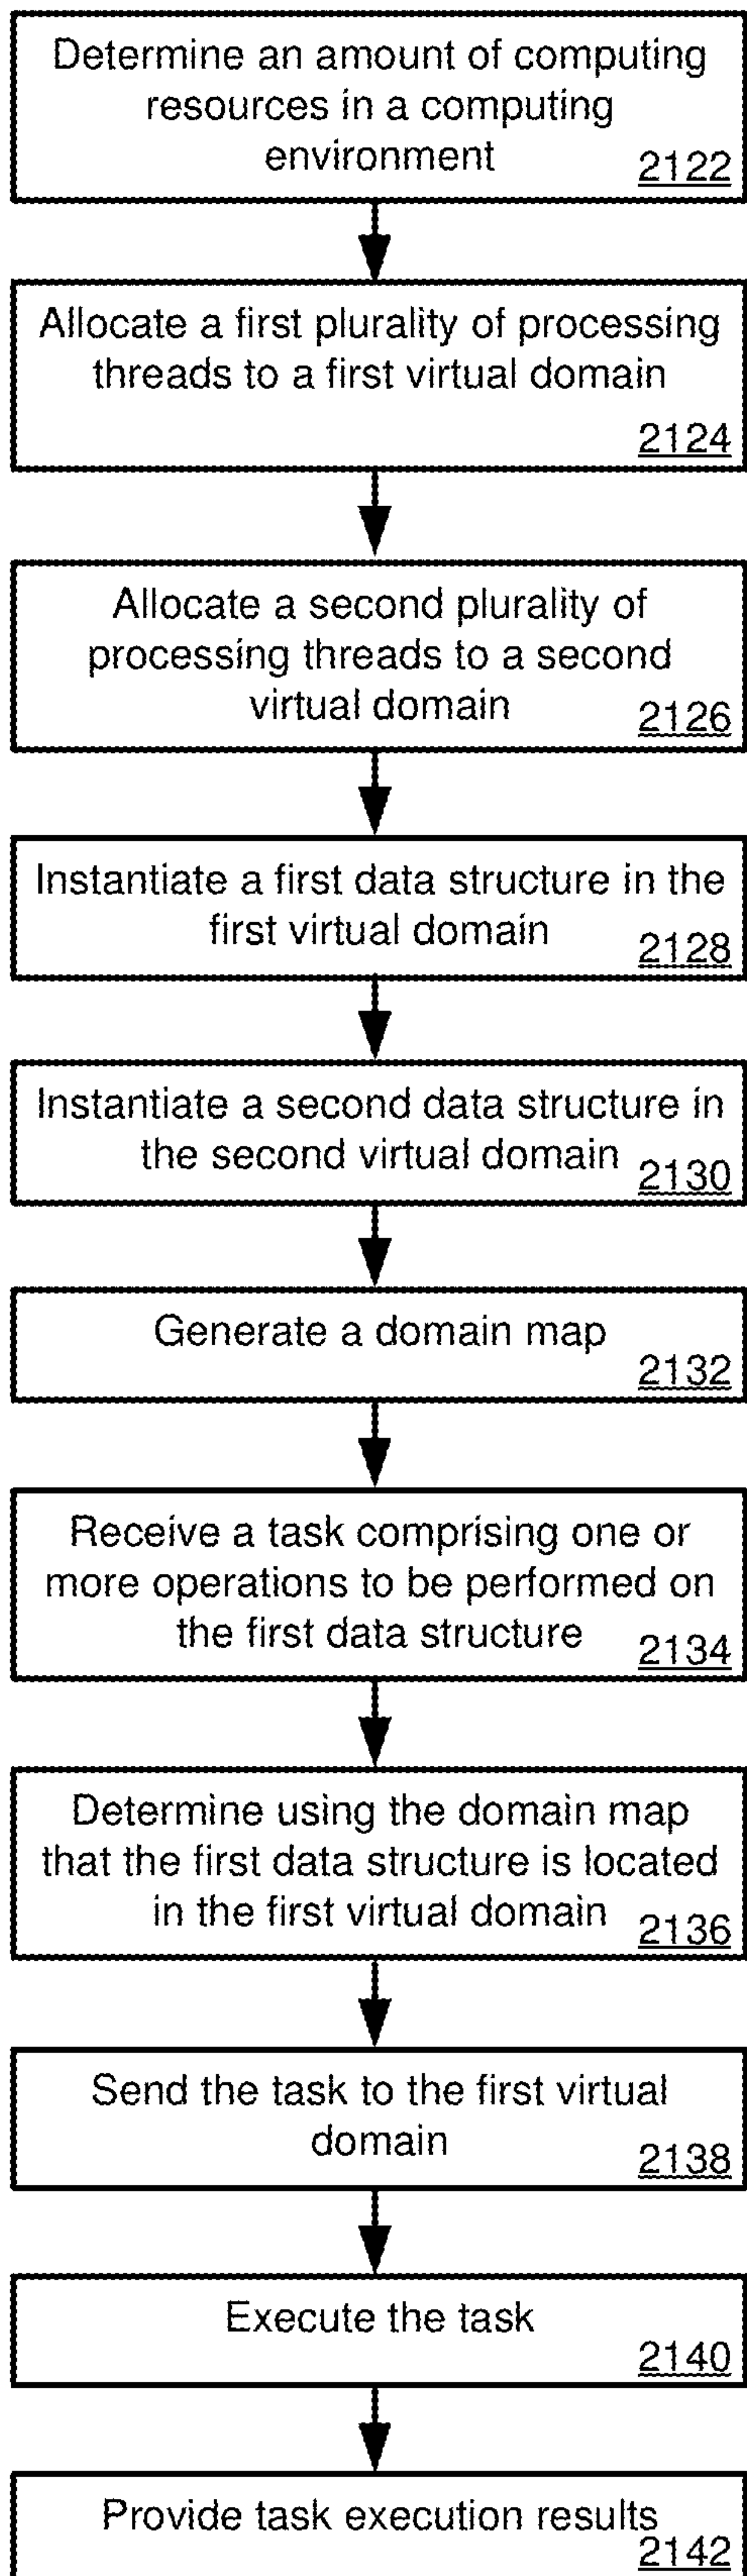 Determine an amount of computing
resources in a computing
environment
2122
Allocate a first plurality of processing
threads to a first virtual domain
2124
Allocate a second plurality of
processing threads to a second
virtual domain
2126
Instantiate a first data structure in the
first virtual domain
2128
Instantiate a second data structure in
the second virtual domain
2130
Generate a domain map
2132
Receive a task comprising one or
more operations to be performed on
the first data structure
2134
Determine using the domain map
that the first data structure is located
in the first virtual domain
2136
Send the task to the first virtual
domain
2138
Execute the task
2140
Provide task execution results
2142